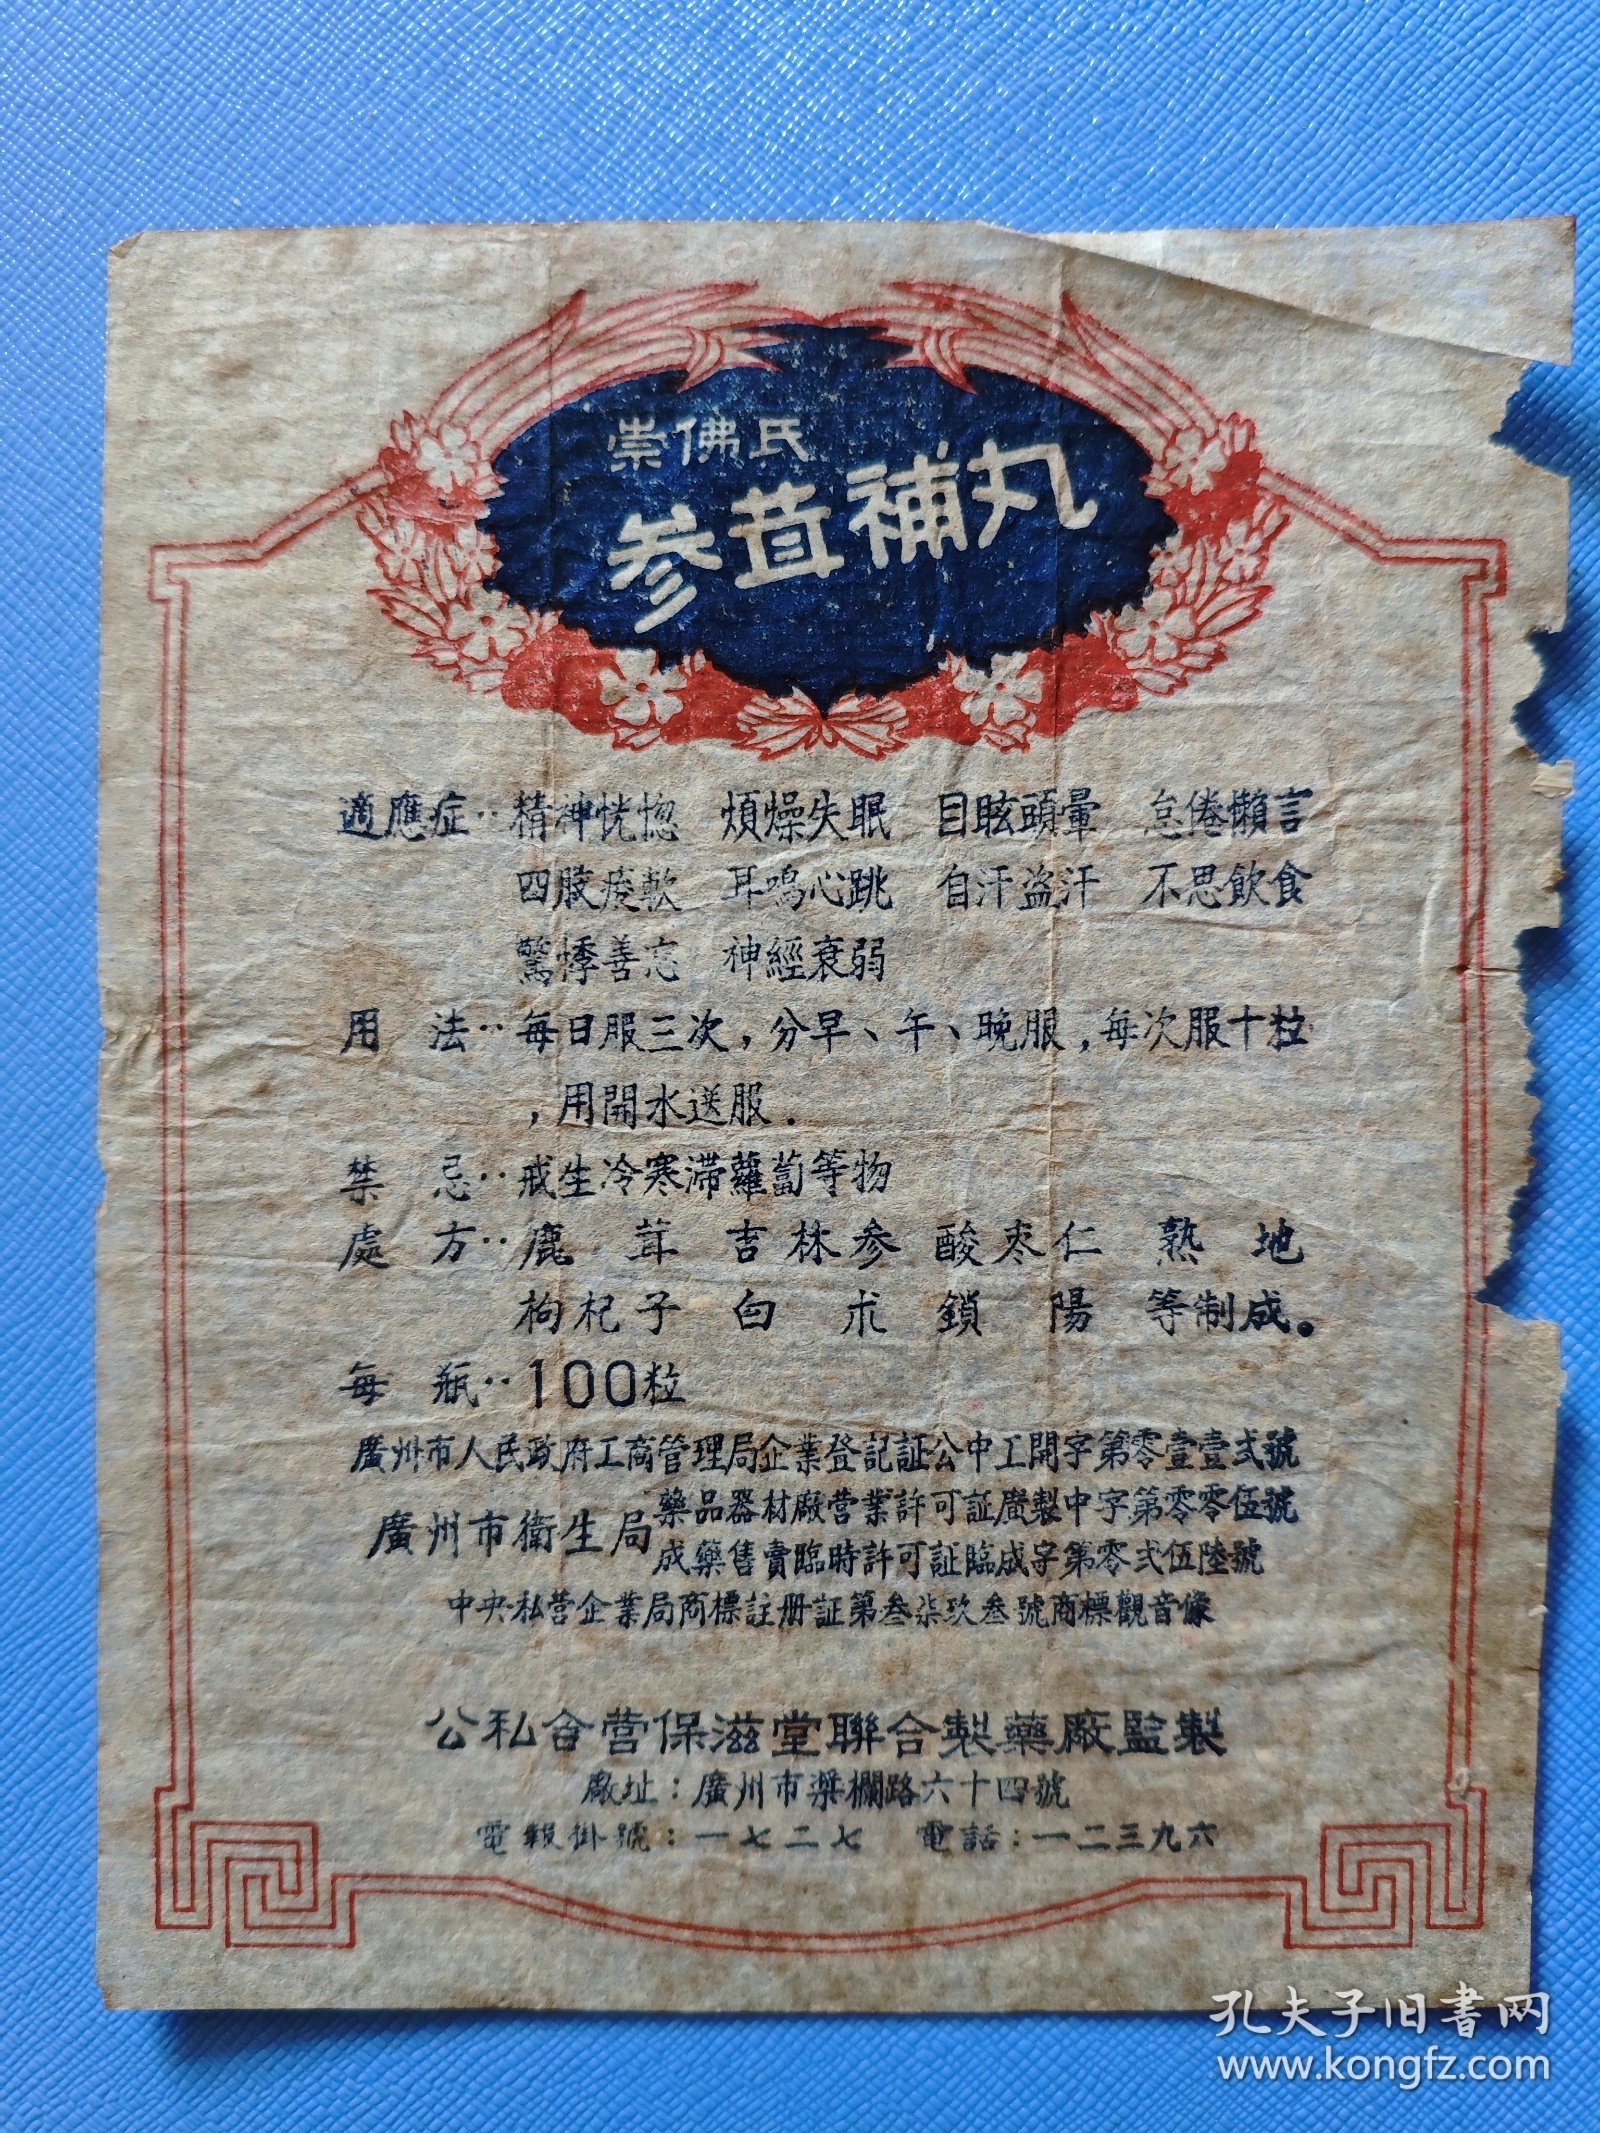 崇佛氏
參茸補丸
適應症：精神恍惚　煩燥失眠　目眩頭暈　怠倦懶言
四肢痠軟　耳鳴心跳　自汗盜汗　不思飲食
驚悸善忘　神經衰弱
用　法：每日服三次，分早、午、晚服，每次服十粒
，用開水送服．
禁　忌：戒生冷寒滯蘿蔔等物
處　方：鹿　茸　吉林参　酸枣仁　熟　地
枸杞子　白　朮　鎖　陽　等制成。
每　瓶：100粒
廣州市人民政府工商管理局企業登記証公中工開字第零壹壹弍號
廣州市衛生局
藥品器材廠营業許可証廣製中字第零零伍號
成藥售賣臨時許可証臨成字第零弍伍陸號
中央私营企業局商標註册証第叁柒玖叁號商標觀音像
公私合营保滋堂聯合製藥廠監製
廠址：廣州市槳欄路六十四號
電報掛號：一七二七　電話：一二三九六
孔夫子旧书网
www.kongfz.com